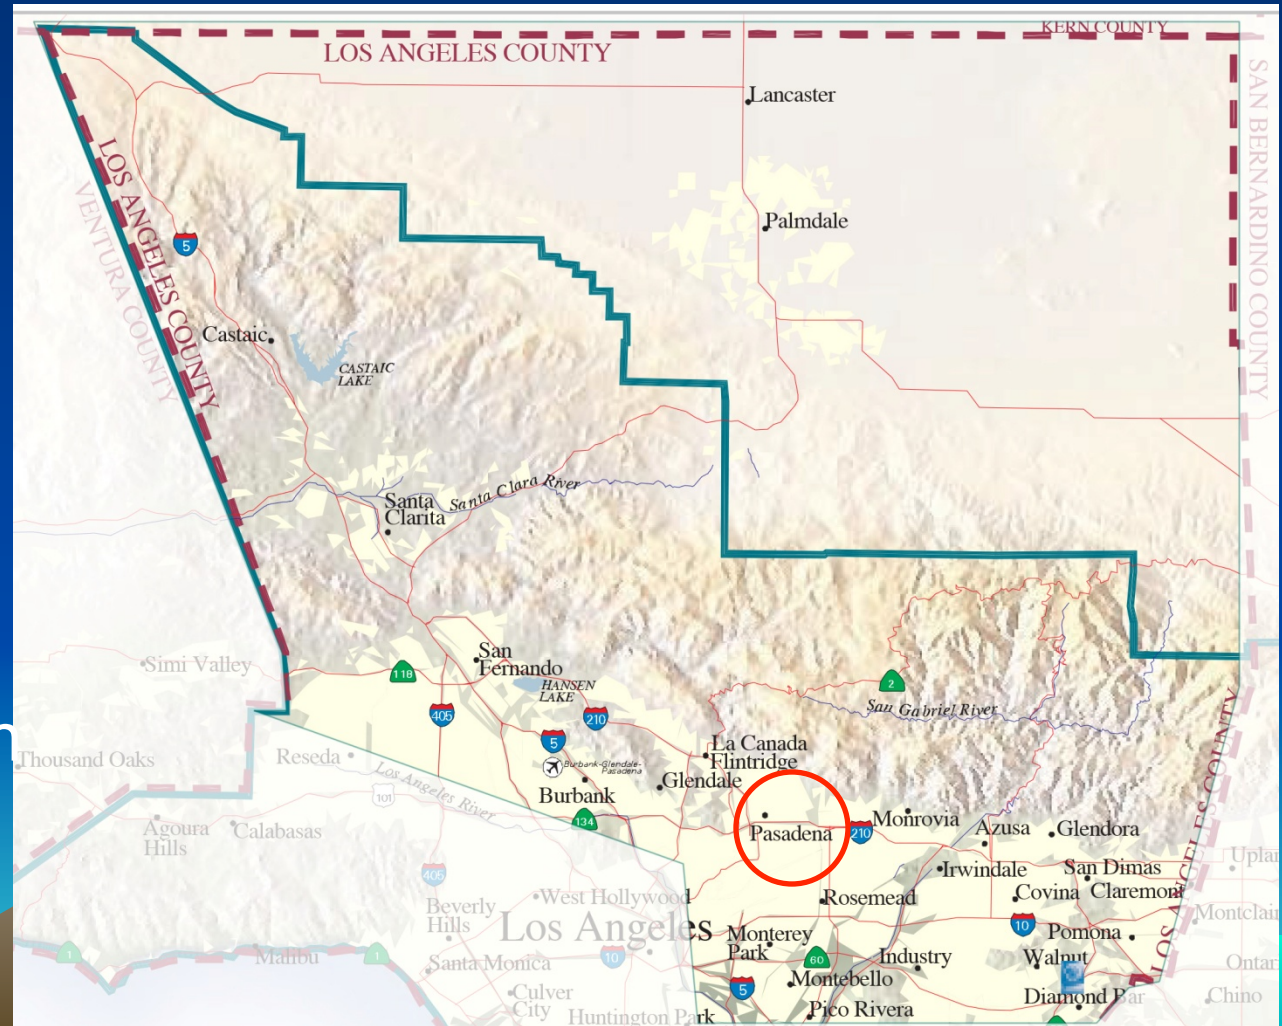 KERN COUNTY
LOS ANGELES COUNTY
SAN BERNARDINO COUNTY
Lancaster
LOS ANGELES COUNTY
VENTURA COUNTY
Palmdale
5
Castaic
CASTAIC
LAKE
Santa
Clarita
Santa Clara River
Simi Valley
118
San
Fernando
HANSEN
LAKE
2
San Gabriel River
405
210
5
La Canada
Flintridge
Thousand Oaks
Reseda
Burbank-Glendale-
Pasadena
Glendale
Los Angeles River
101
Burbank
134
Pasadena
210
Monrovia
Azusa
Glendora
Agoura
Hills
Calabasas
LOS ANGELES COUNTY
405
Irwindale
San Dimas
Uplan
West Hollywood
Rosemead
Covina
Claremont
Beverly
Hills
Los Angeles
10
Montclair
Monterey
Park
Pomona
1
Malibu
1
Santa Monica
10
60
Industry
Walnut
Ontar
Montebello
5
Culver
City
Diamond Bar
Chino
Huntington Park
Pico Rivera